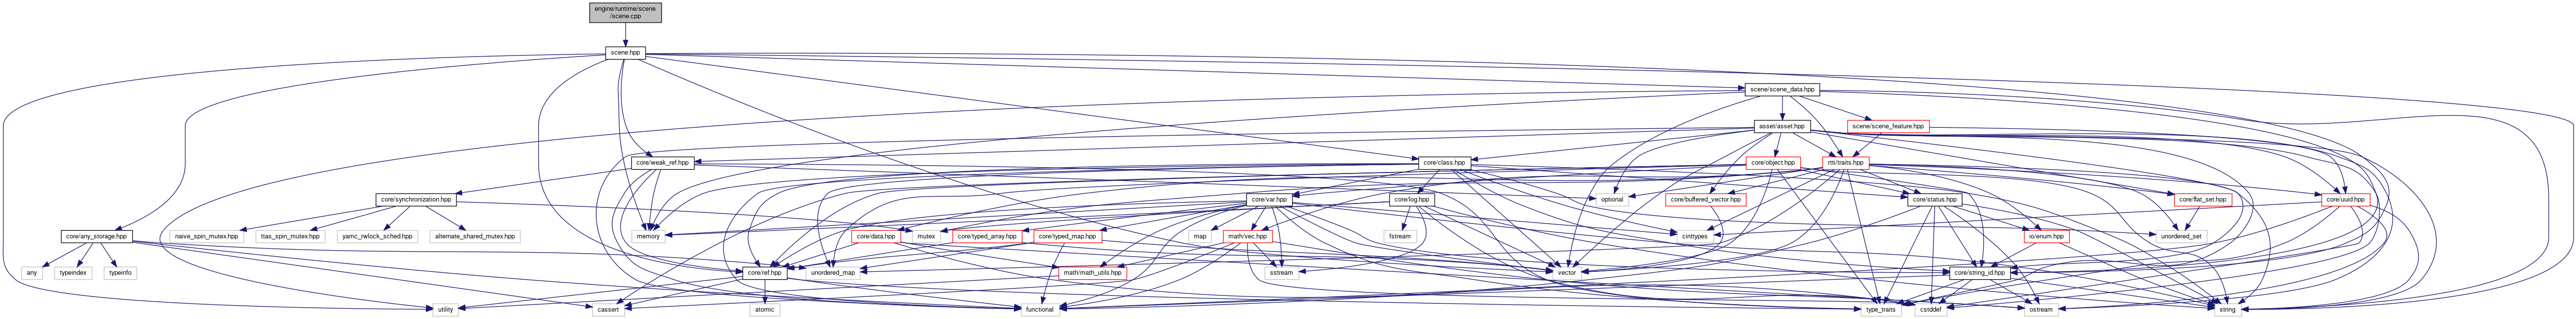 engine/runtime/scene
/scene.cpp
scene.hpp
scene/scene_data.hpp
asset/asset.hpp
scene/scene_feature.hpp
core/weak_ref.hpp
core/class.hpp
core/object.hpp
rtti/traits.hpp
core/synchronization.hpp
core/var.hpp
core/log.hpp
optional
core/buffered_vector.hpp
core/status.hpp
core/flat_set.hpp
core/uuid.hpp
core/any_storage.hpp
naive_spin_mutex.hpp
ttas_spin_mutex.hpp
yamc_rwlock_sched.hpp
alternate_shared_mutex.hpp
memory
core/data.hpp
mutex
core/typed_array.hpp
core/typed_map.hpp
map
math/vec.hpp
fstream
cinttypes
io/enum.hpp
unordered_set
any
typeindex
typeinfo
core/ref.hpp
unordered_map
math/math_utils.hpp
sstream
vector
core/string_id.hpp
utility
cassert
atomic
functional
type_traits
cstddef
ostream
string